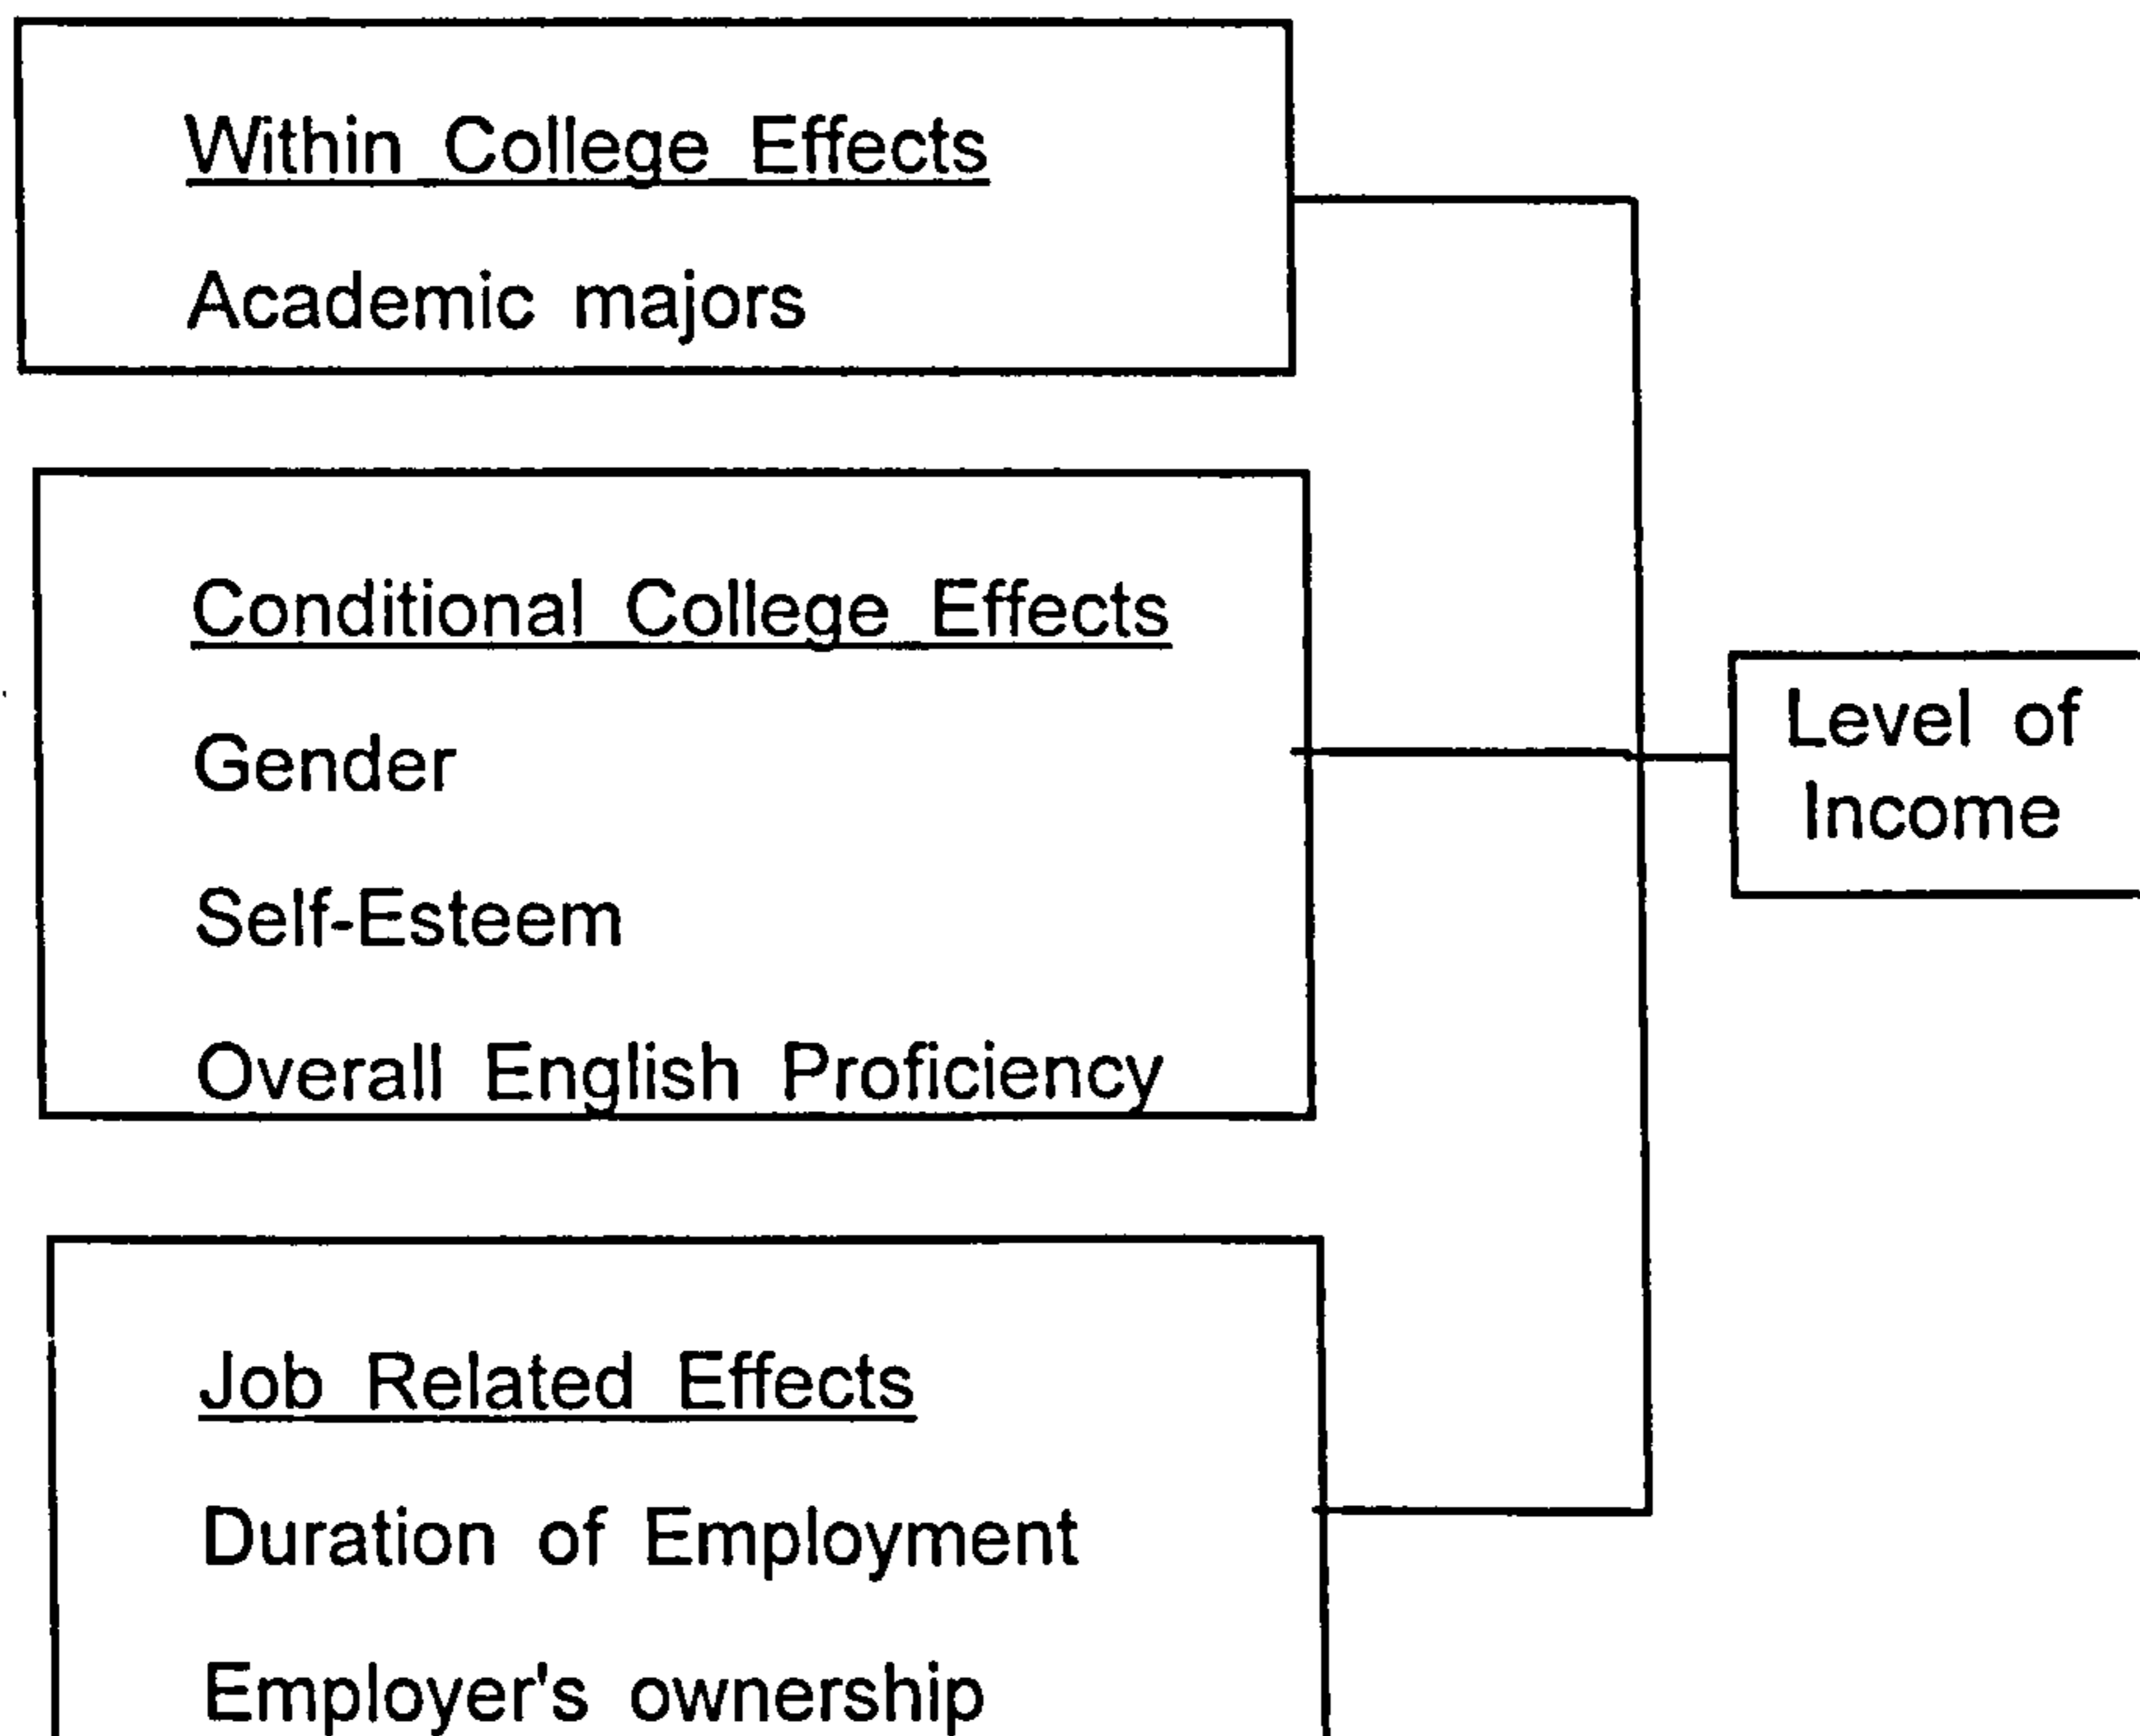 Within College Effects
Academic majors
Conditional College Effects
Gender
Self-Esteem
Overall English Proficiency
Level of
Income
Job Related Effects
Duration of Employment
Employer's ownership